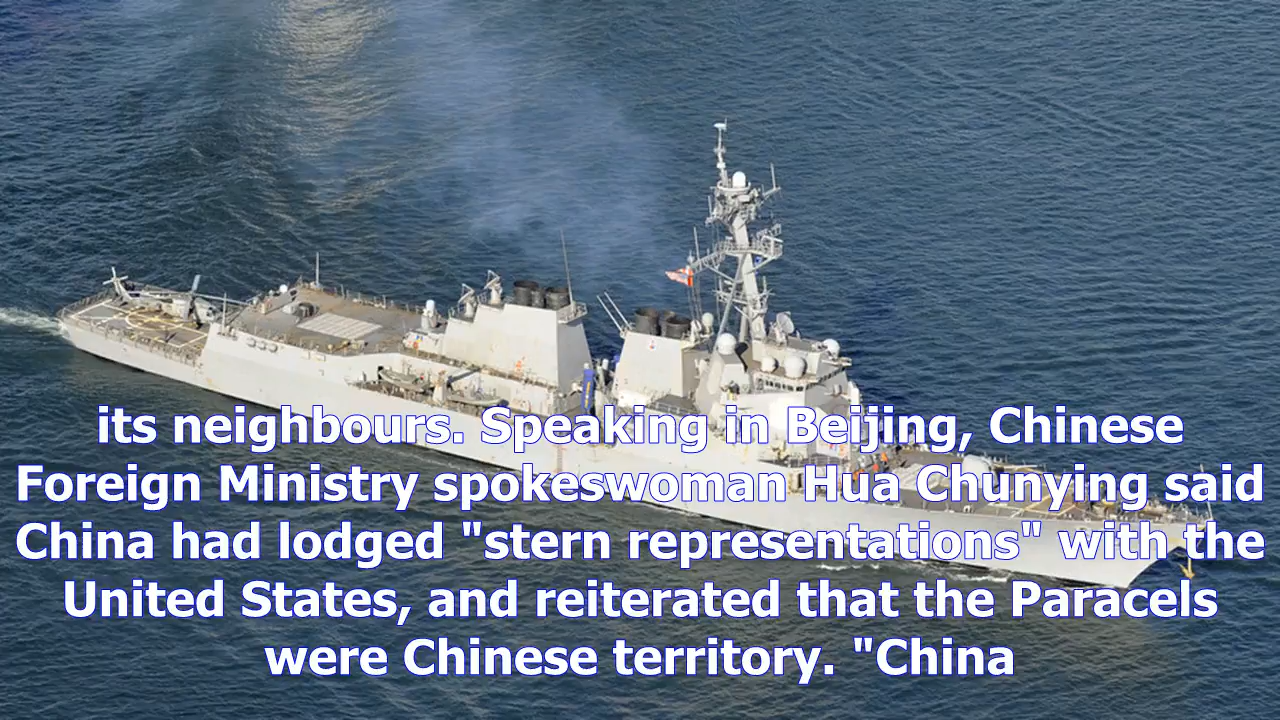 its neighbours. Speaking in Beijing, Chinese
Foreign Ministry spokeswoman Hua Chunying said
China had lodged "stern representations" with the
United States, and reiterated that the Paracels
were Chinese territory. "China